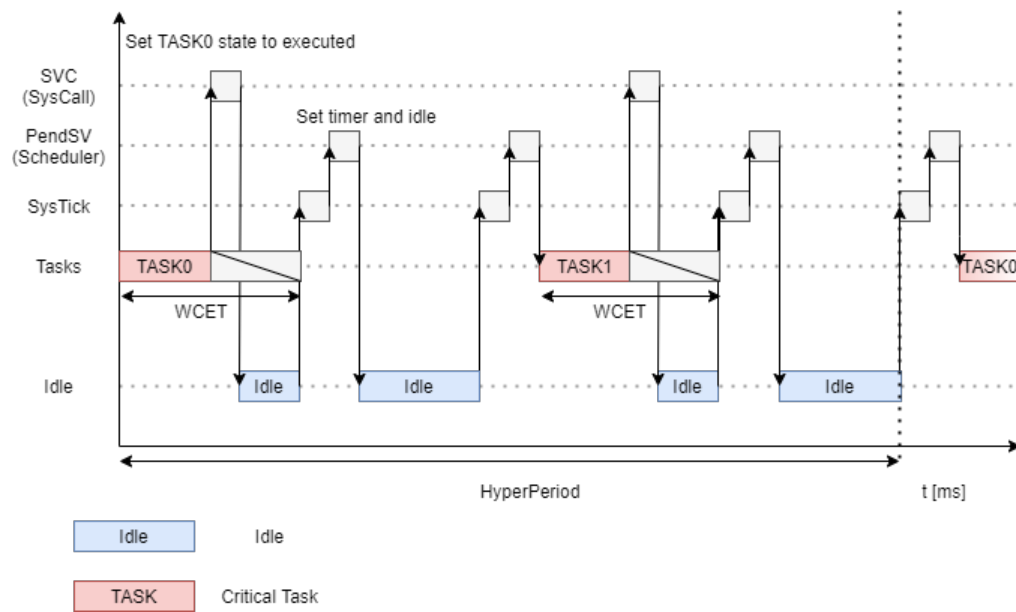 Set TASK0 state to executed
SVC
(SysCall)
Set timer and idle
PendSV
(Scheduler)
SysTick
Tasks
TASK0
TASK1
TASK0
WCET
WCET
Idle
Idle
Idle
Idle
Idle
HyperPeriod
t [ms]
Idle
Idle
TASK
Critical Task